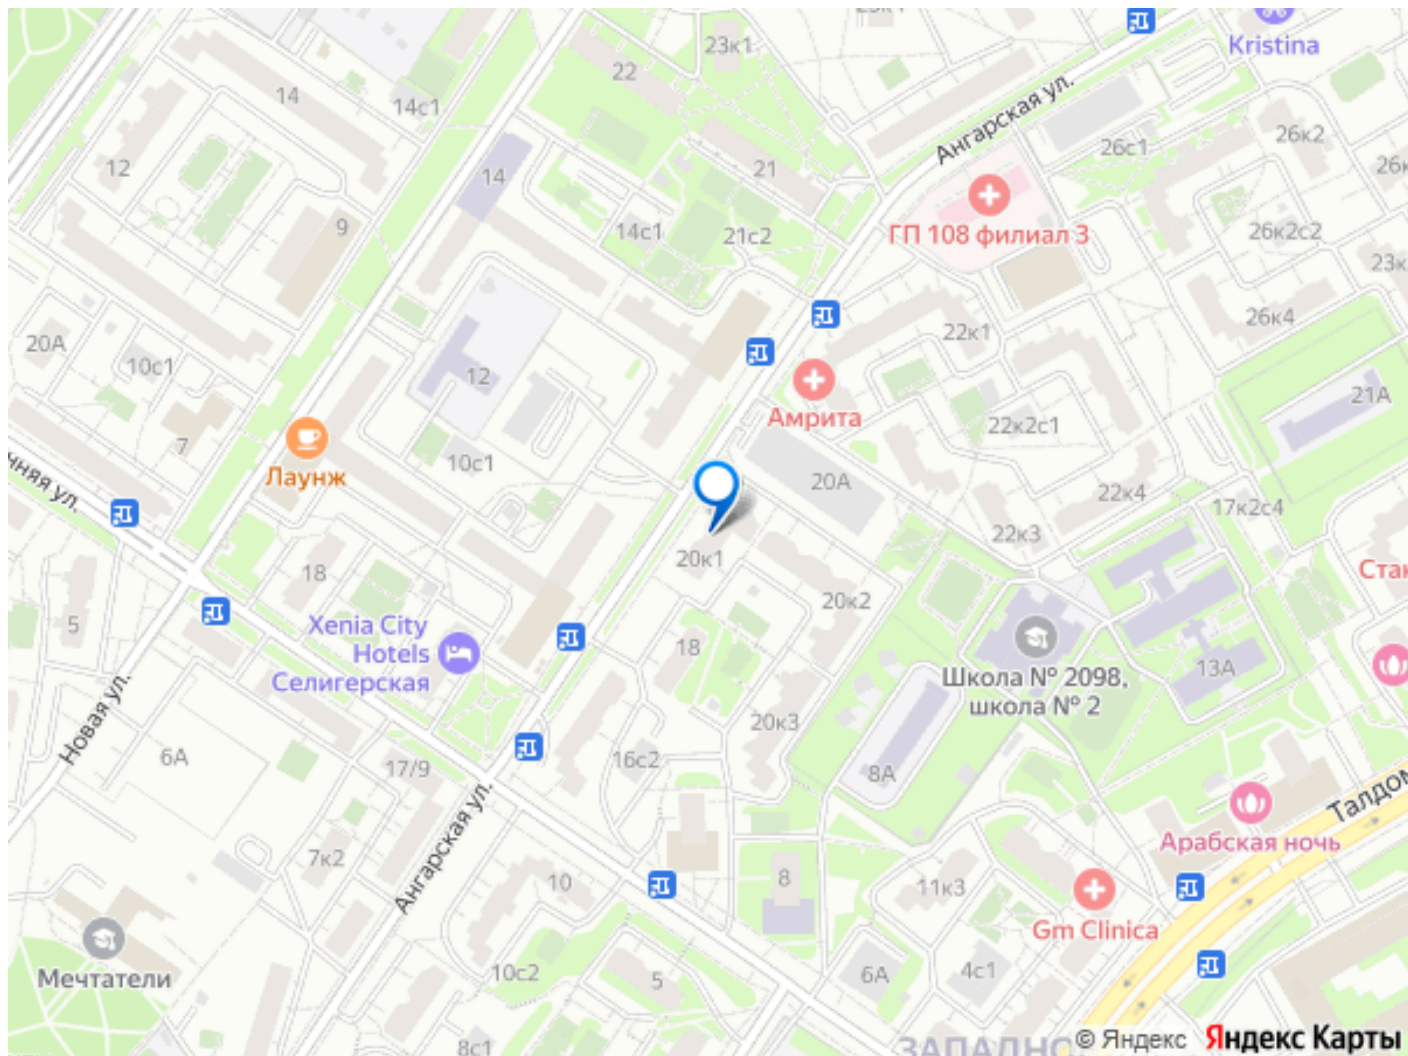 23к1
Kristina
22
14
14с1
Ангарская ул.
26с1
26к2
12
14
21
ГП 108 филиал 3
9
14с1
21с2
26к2с2
20А
10с1
12
22к1
26к4
Амрита
21А
7
Лаунж
10с1
22к2с1
20А
22к4
17к2с4
22к3
20к1
18
20к2
5
Xenia City
Hotels
Селигерская
18
Школа № 2098,
школа № 2
13А
Новая ул.
6А
17/9
16с2
20к3
8А
Арабская ночь
Ангарская ул.
7к2
10
8
11к3
Gm Clinica
Мечтатели
10с2
5
6А
4с1
8с1
© Яндекс Яндекс Карты